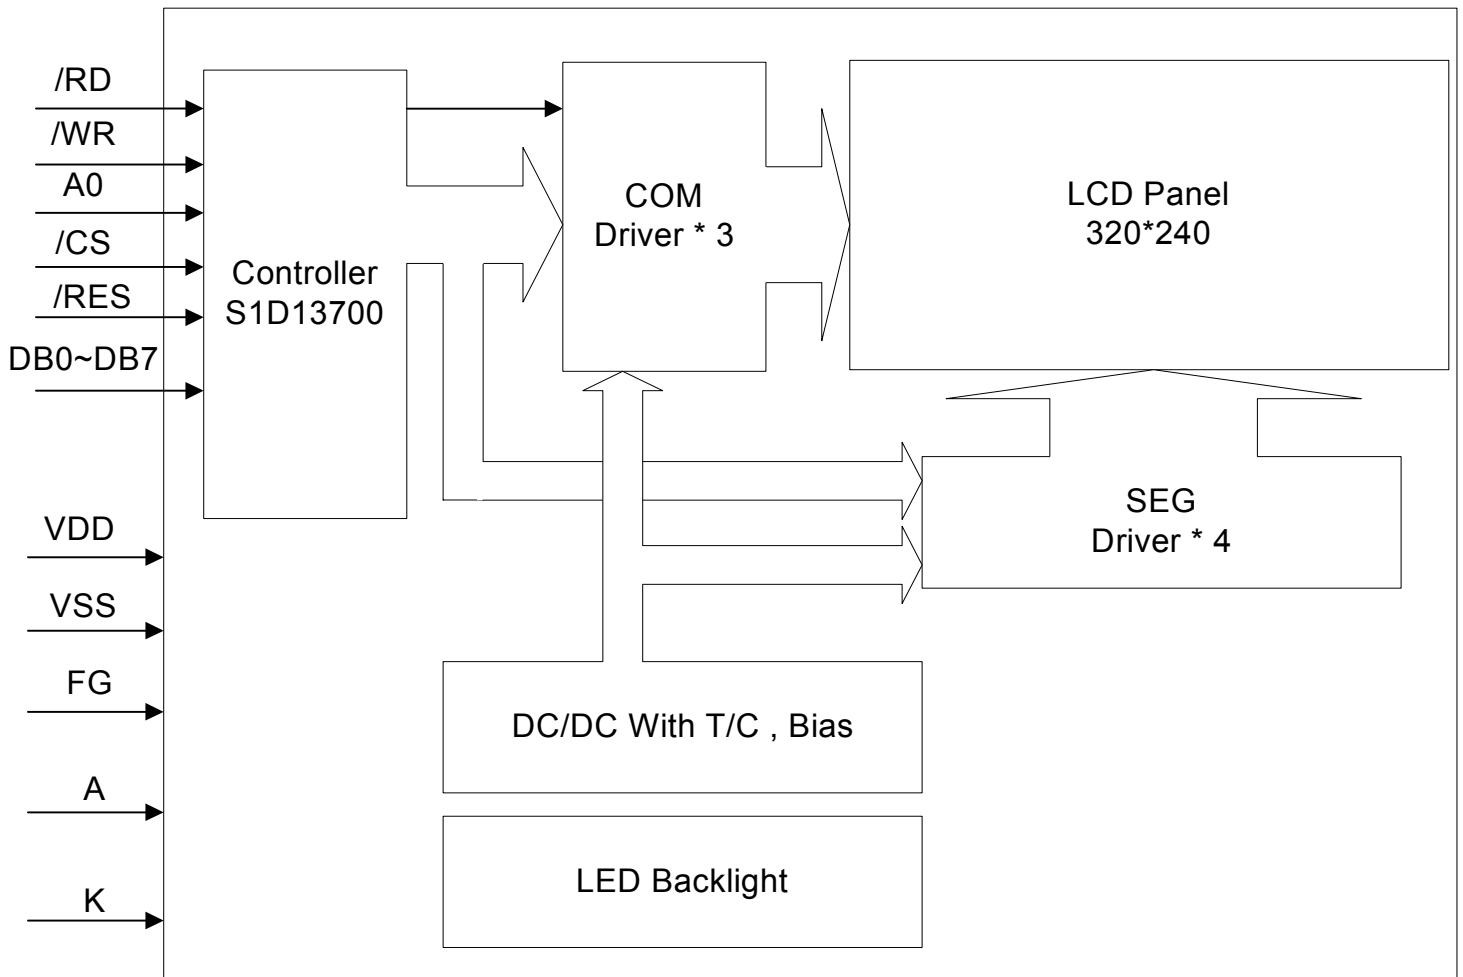 /RD
/WR
A0
/CS
/RES
DB0~DB7
VDD
VSS
FG
A
K
Controller
S1D13700
COM
Driver * 3
LCD Panel
320*240
SEG
Driver * 4
DC/DC With T/C , Bias
LED Backlight